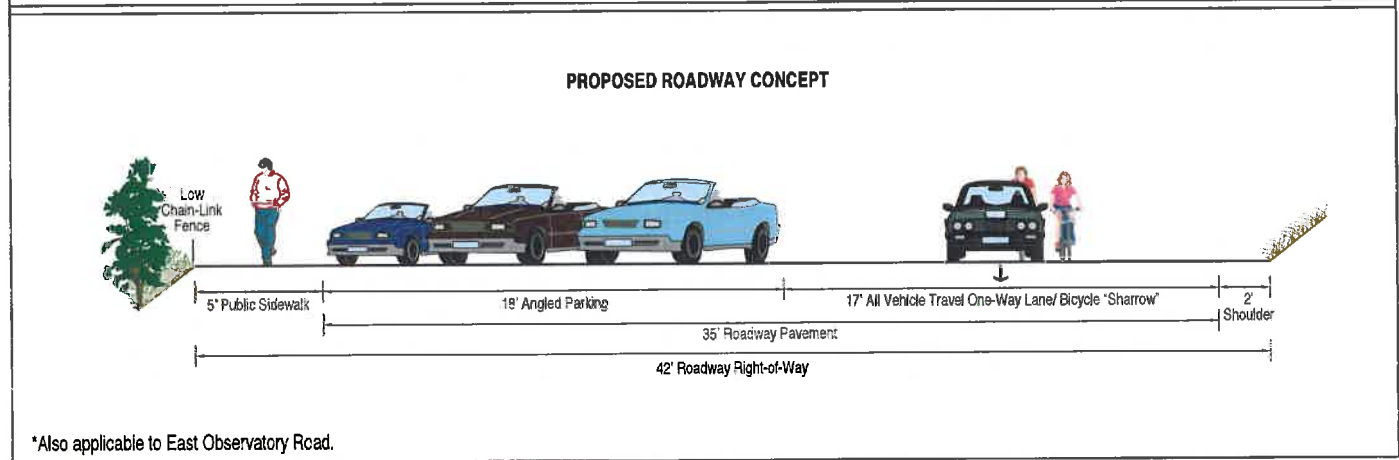 PROPOSED ROADWAY CONCEPT
Low
Chain-Link
Fence
5' Public Sidewalk
18' Angled Parking
17' All Vehicle Travel One-Way Lane/ Bicycle "Sharrow"
2'
Shoulder
35' Roadway Pavement
42' Roadway Right-of-Way
*Also applicable to East Observatory Road.